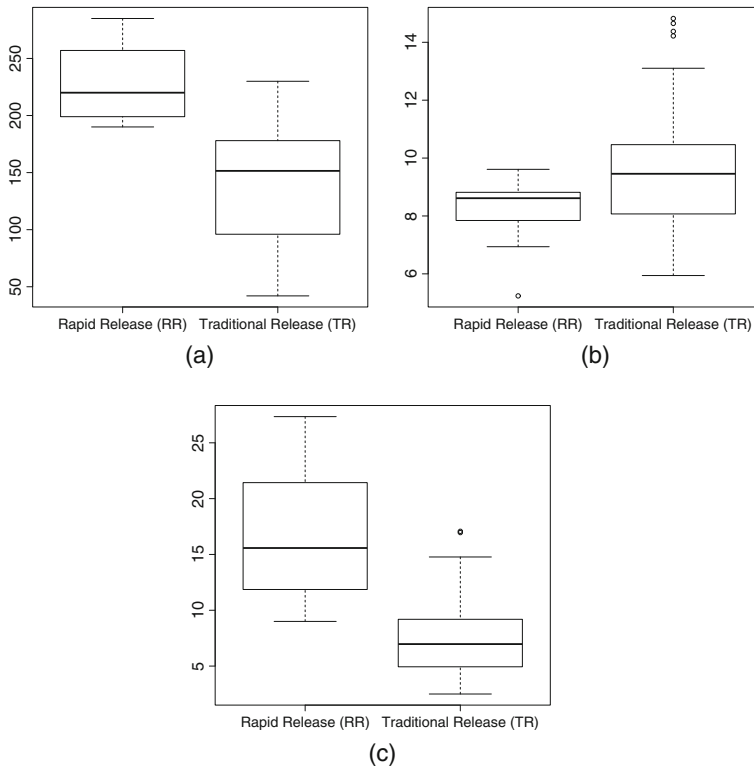 250
200
150
100
50
Rapid Release (RR) Traditional Release (TR)
(a)
14
12
10
8
6
Rapid Release (RR) Traditional Release (TR)
(b)
25
20
15
10
5
Rapid Release (RR) Traditional Release (TR)
(c)